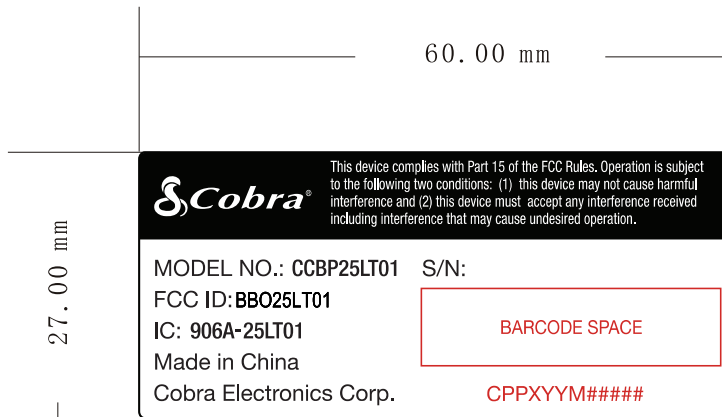 60.00 mm
27.00 mm
Cobra®
This device complies with Part 15 of the FCC Rules. Operation is subject
to the following two conditions: (1) this device may not cause harmful
interference and (2) this device must accept any interference received
including interference that may cause undesired operation.
MODEL NO.: CCBP25LT01
S/N:
FCC ID: BBO25LT01
IC: 906A-25LT01
Made in China
Cobra Electronics Corp.
BARCODE SPACE
CPPXYYM#####